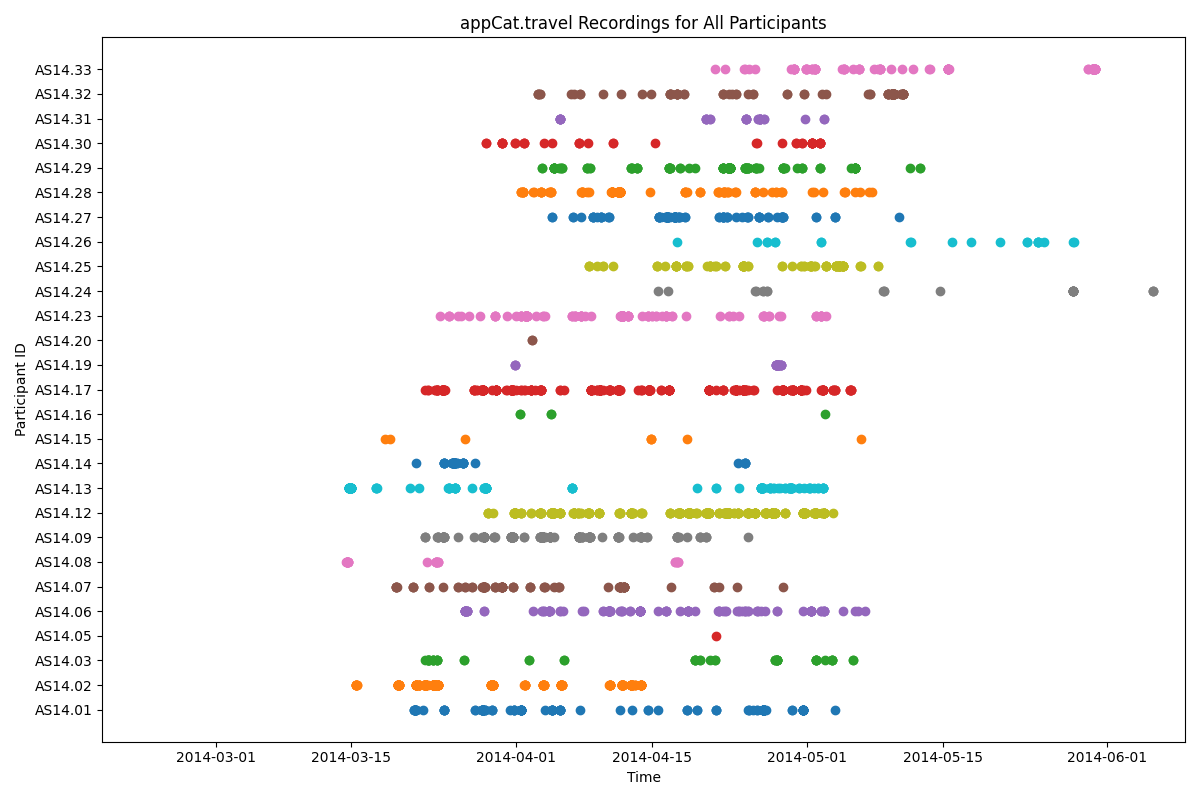 appCat.travel Recordings for All Participants
Participant ID
AS14.33
AS14.32
AS14.31
AS14.30
AS14.29
AS14.28
AS14.27
AS14.26
AS14.25
AS14.24
AS14.23
AS14.20
AS14.19
AS14.17
AS14.16
AS14.15
AS14.14
AS14.13
AS14.12
AS14.09
AS14.08
AS14.07
AS14.06
AS14.05
AS14.03
AS14.02
AS14.01
2014-03-01 2014-03-15 2014-04-01 2014-04-15 2014-05-01 2014-05-15 2014-06-01
Time